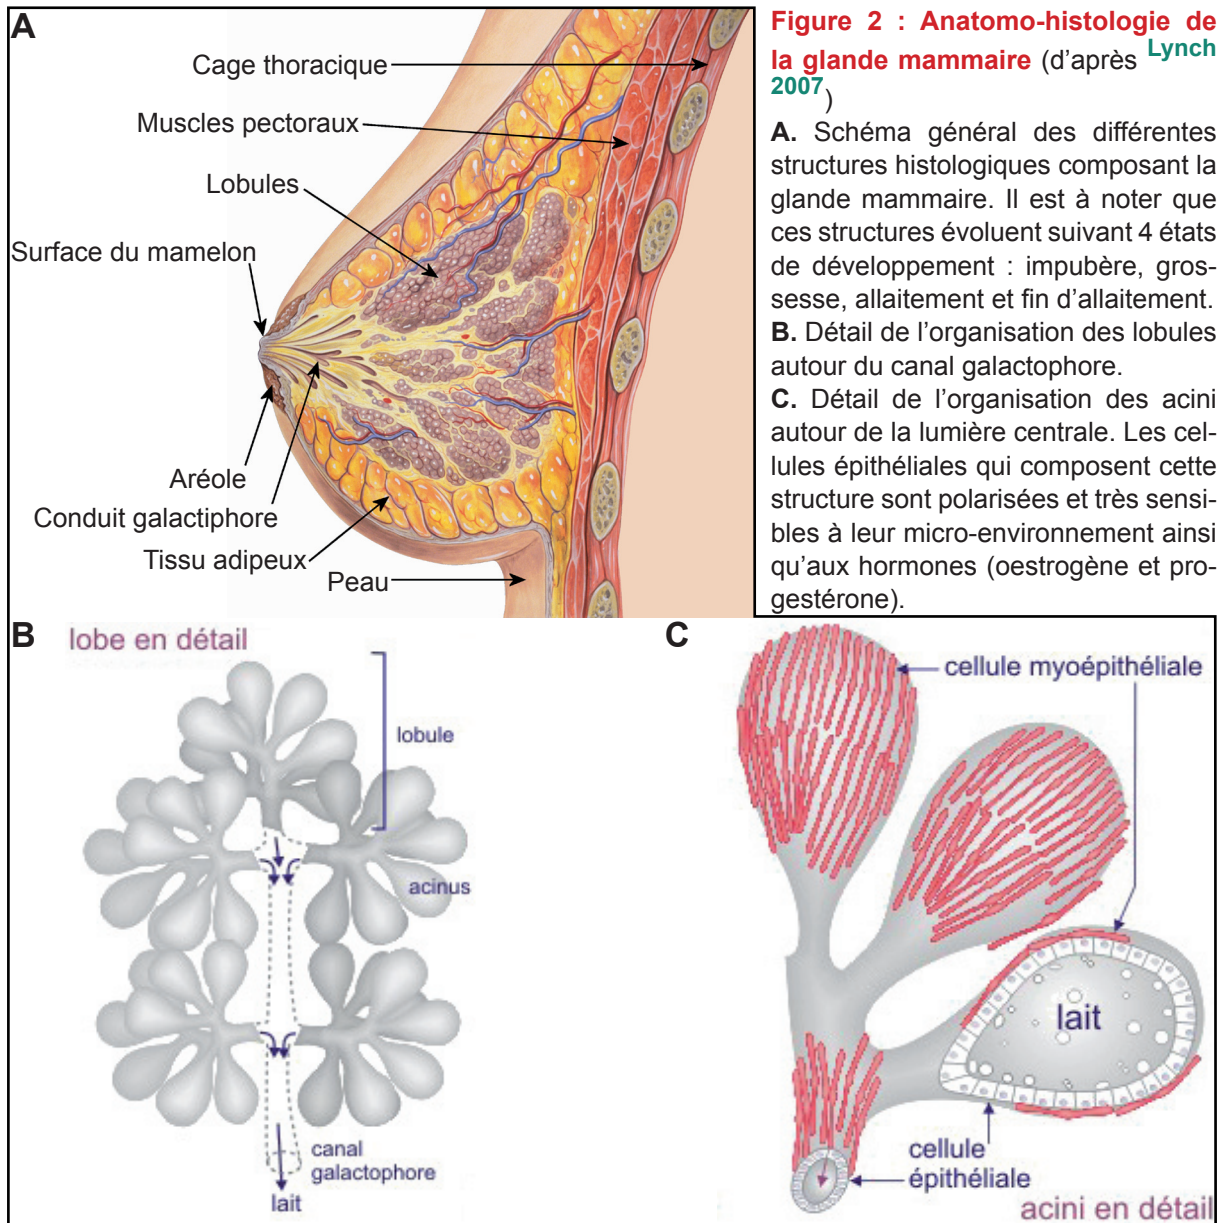 A
Cage thoracique
Muscles pectoraux
Lobules
Surface du mamelon
Aréole
Conduit galactiphore
Tissu adipeux
Peau
Figure 2 : Anatomo-histologie de
la glande mammaire (d'après Lynch
2007)
A. Schéma général des différentes
structures histologiques composant la
glande mammaire. Il est à noter que
ces structures évoluent suivant 4 états
de développement : impubère, gros-
sesse, allaitement et fin d'allaitement.
B. Détail de l'organisation des lobules
autour du canal galactophore.
C. Détail de l'organisation des acini
autour de la lumière centrale. Les cel-
lules épithéliales qui composent cette
structure sont polarisées et très sensi-
bles à leur micro-environnement ainsi
qu'aux hormones (oestrogène et pro-
gestérone).
B
lobe en détail
lobule
acinus
canal
galactophore
lait
C
cellule myoépithéliale
lait
cellule
épithéliale
acini en détail